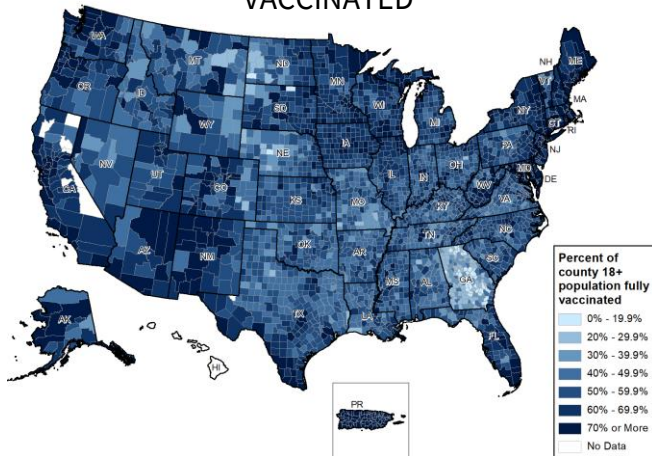 VACCINATED
WA
MT
ND
MN
OR
ID
WY
SD
WI
MI
NH
VT
ME
NY
MA
CT
RI
PA
NJ
NV
UT
CO
NE
IA
IL
IN
OH
WV
MD
DE
CA
AZ
NM
KS
MO
KY
VA
OK
AR
TN
NC
SC
TX
LA
MS
AL
GA
FL
AK
HI
PR
Percent of
county 18+
population fully
vaccinated
0% - 19.9%
20% - 29.9%
30% - 39.9%
40% - 49.9%
50% - 59.9%
60% - 69.9%
70% or More
No Data